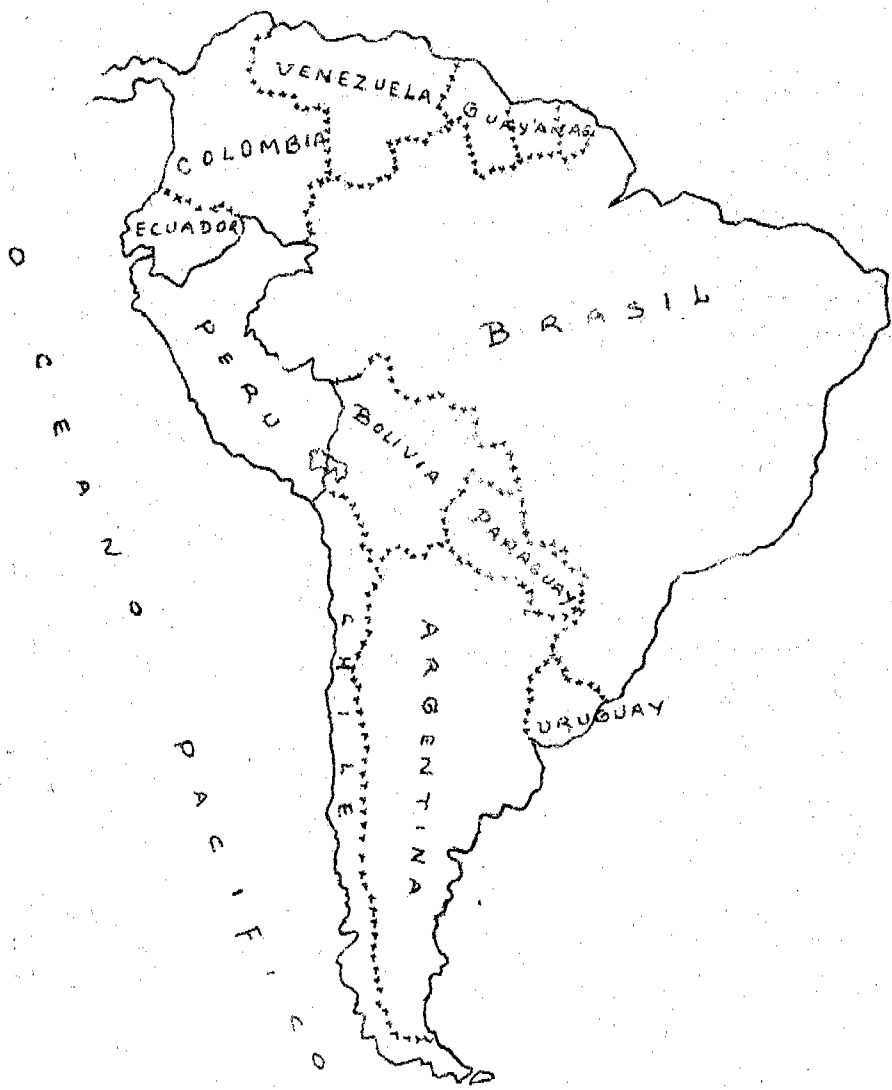 VENEZUELA
GUAYANAS
COLOMBIA
ECUADOR
BRASIL
PERU
BOLIVIA
PARAGUAY
CHILE
ARGENTINA
URUGUAY
OCEANO
PACIFICO